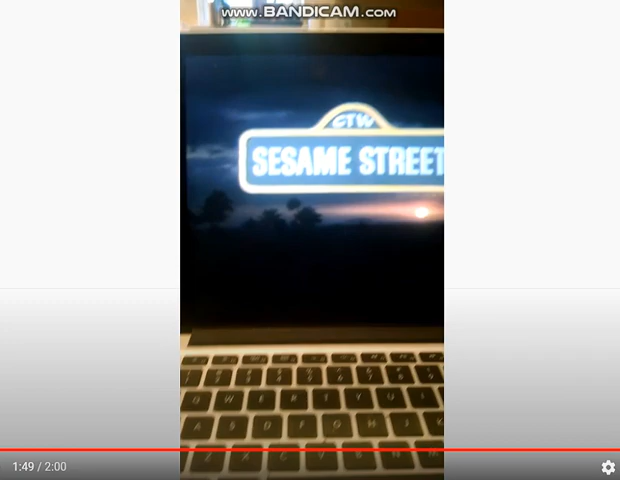 www.BANDICAM.com
CTW
SESAME STREET
Q W E R T Y U
A S D F G H J K
Z X C V B N M
1:49 / 2:00